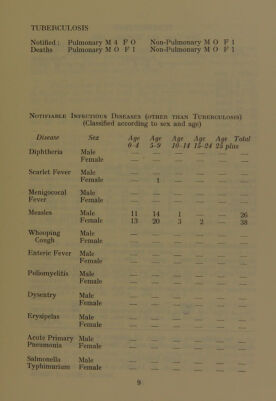 TUBERCULOSIS
Notified: Pulmonary M 4 F O Non-Pulmonary M O F 1
Deaths Pulmonary M O F 1 Non-Pulmonary M O F 1
Notifiable Infectious Diseases (other than Tuberculosis)
(Classified according to sex and age)
Disease Sex Age Age Age Age Age Total
0-4 5-9 10-14 15-24 25 plus
Diphtheria Male — — — — — —
Female — — — — — —
Scarlet Fever Male — — — — — —
Female — 1 — — — —
Menigococal Male — — — — — —
Fever Female — — — — — —
Measles Male 11 14 1 — — 26
Female 13 20 3 2 — 38
Whooping Male — — — — — —
Cough Female — — — — — —
Enteric Fever Male — — — — — —
Female — — — — — —
Poliomyelitis Male — — — — — —
Female — — — — — —
Dysentry Male — — — — — —
Female — — — — — —
Erysipelas Male — — — — — —
Female — — — — — —
Acute Primary Male — — — — — —
Pneumonia Female — — — — — —
Salmonella Male — — — — — —
Typhimurium Female — — — — — —
9